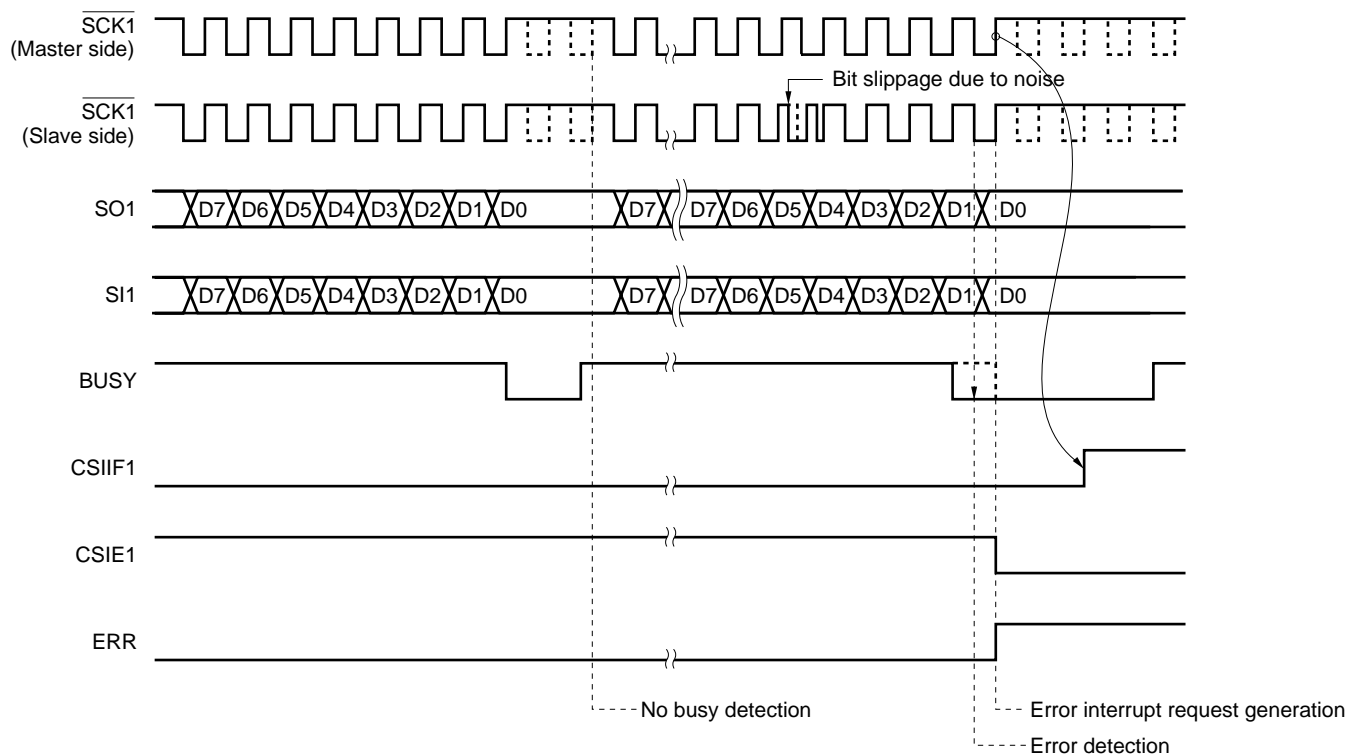 SCK1
(Master side)
Bit slippage due to noise
SCK1
(Slave side)
SO1 D7 D6 D5 D4 D3 D2 D1 D0 D7 D7 D6 D5 D4 D3 D2 D1 D0
SI1 D7 D6 D5 D4 D3 D2 D1 D0 D7 D7 D6 D5 D4 D3 D2 D1 D0
BUSY
CSIIF1
CSIE1
ERR
No busy detection
Error interrupt request generation
Error detection